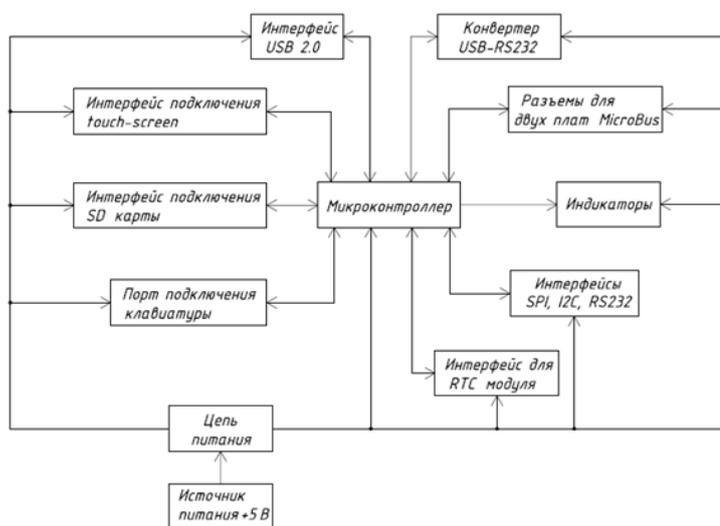 Интерфейс
USB 2.0
Конвертер
USB-RS232
Интерфейс подключения
touch-screen
Разъемы для
двух плат MicroBus
Интерфейс подключения
SD карты
Микроконтроллер
Индикаторы
Порт подключения
клавиатуры
Интерфейсы
SPI, I2C, RS232
Интерфейс для
RTC модуля
Цепь
питания
Источник
питания +5 В